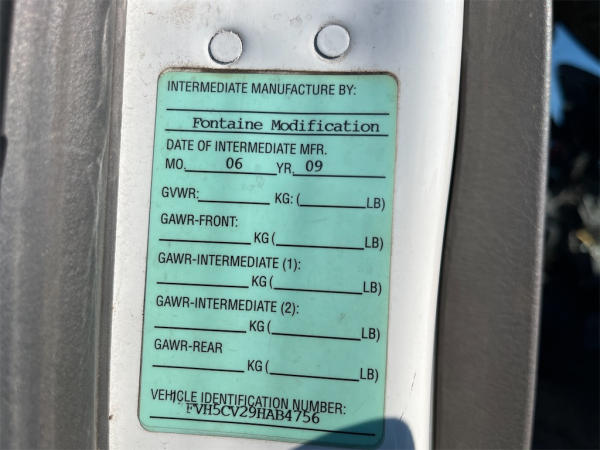 INTERMEDIATE MANUFACTURE BY:
Fontaine Modification
DATE OF INTERMEDIATE MFR.
MO. 06 YR. 09
GVWR: KG: ( LB)
GAWR-FRONT:
KG ( LB)
GAWR-INTERMEDIATE (1):
KG ( LB)
GAWR-INTERMEDIATE (2):
KG ( LB)
GAWR-REAR
KG ( LB)
VEHICLE IDENTIFICATION NUMBER:
1FVH5CV29HAB4756